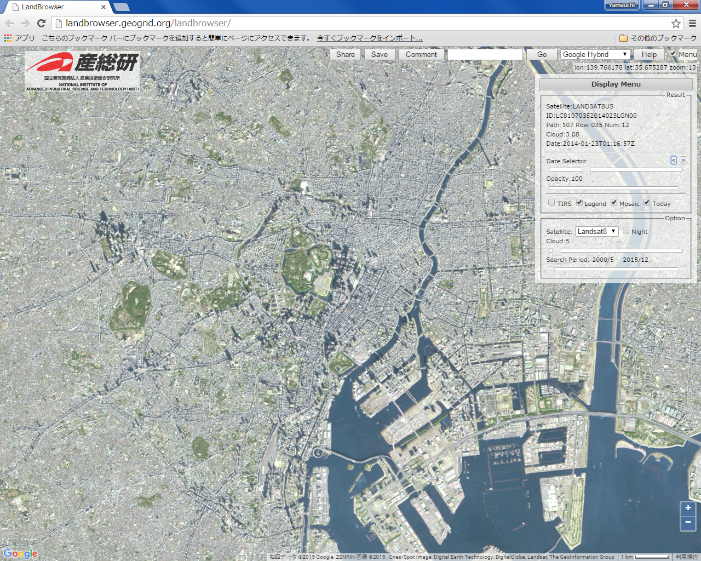 LandBrowser
Yamauchi
landbrowser.geogrid.org/landbrowser/
アプリ こちらのブックマーク バーにブックマークを追加すると簡単にページにアクセスできます。 今すぐブックマークをインポート... その他のブックマーク
Share Save Comment Go Google Hybrid Help Menu
lon:139.766178 lat:35.675287 zoom:13
産総研
国立研究開発法人 産業技術総合研究所
NATIONAL INSTITUTE OF
ADVANCED INDUSTRIAL SCIENCE AND TECHNOLOGY (AIST)
Display Menu
Result
Satellite:LANDSAT8US
ID:LC81070352014023LGN00
Path:107 Row:035 Num:12
Cloud:3.08
Date:2014-01-23T01:16:57Z
Date Selector < >
Opacity:100
TIRS Legend Mosaic Today
Option
Satellite: Landsat8 Night
Cloud:5
Search Period: 2000/5 - 2015/12
+
-
Google
地図データ ©2015 Google, ZENRIN 画像 ©2015 , Cnes/Spot Image, Digital Earth Technology, DigitalGlobe, Landsat, The GeoInformation Group 1 km 利用規約